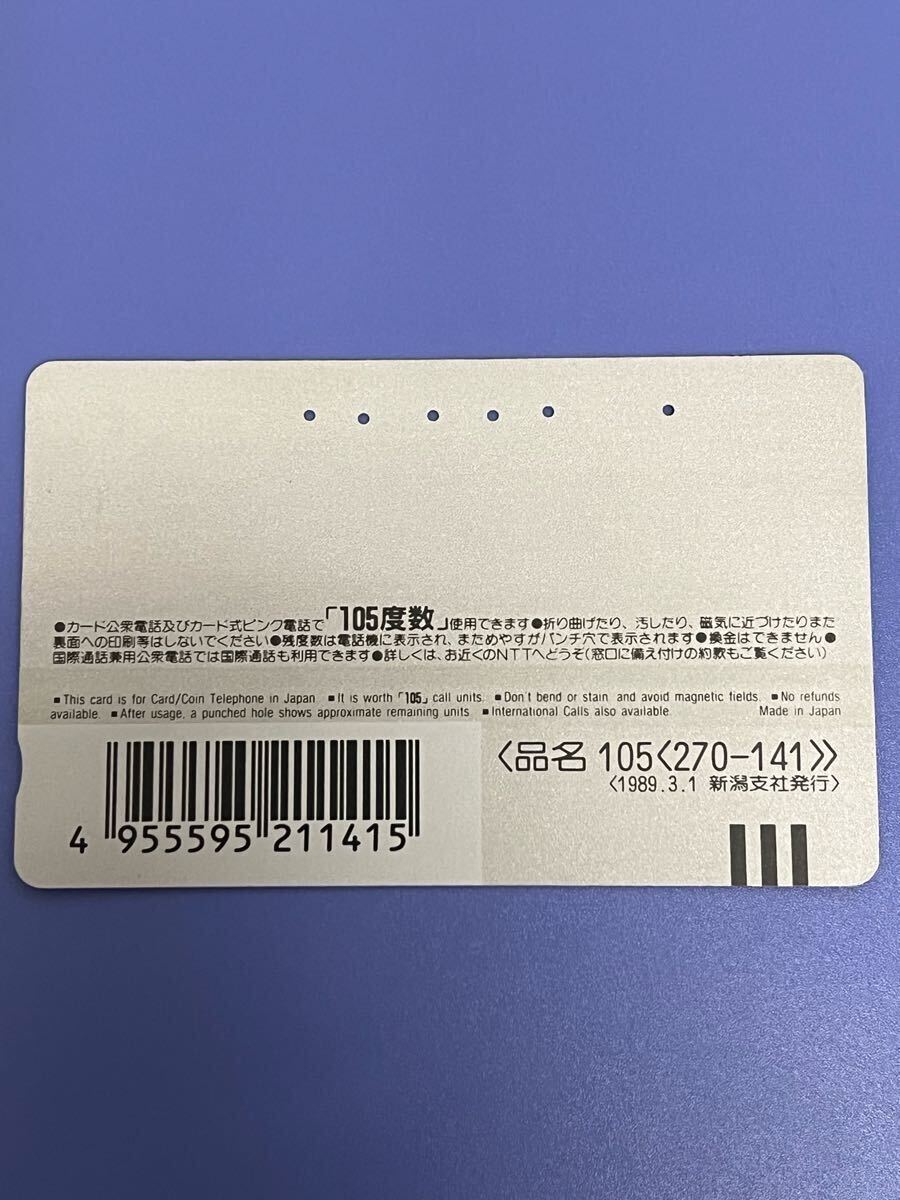 ●カード公衆電話及びカード式ピンク電話で「105度数」使用できます●折り曲げたり、汚したり、磁気に近づけたりまた
裏面への印刷等はしないでください●残度数は電話機に表示され、まためやすがパンチ穴で表示されます●換金はできません●
国際通話兼用公衆電話では国際通話も利用できます●詳しくは、お近くのNTTへどうぞ(窓口に備え付けの約款もご覧ください)
■This card is for Card/Coin Telephone in Japan. ■It is worth「105」call units. ■Don't bend or stain, and avoid magnetic fields. ■No refunds
available. ■After usage, a punched hole shows approximate remaining units. ■International Calls also available. Made in Japan
〈品名 105〈270-141〉〉
〈1989.3.1 新潟支社発行〉
4 955595 211415